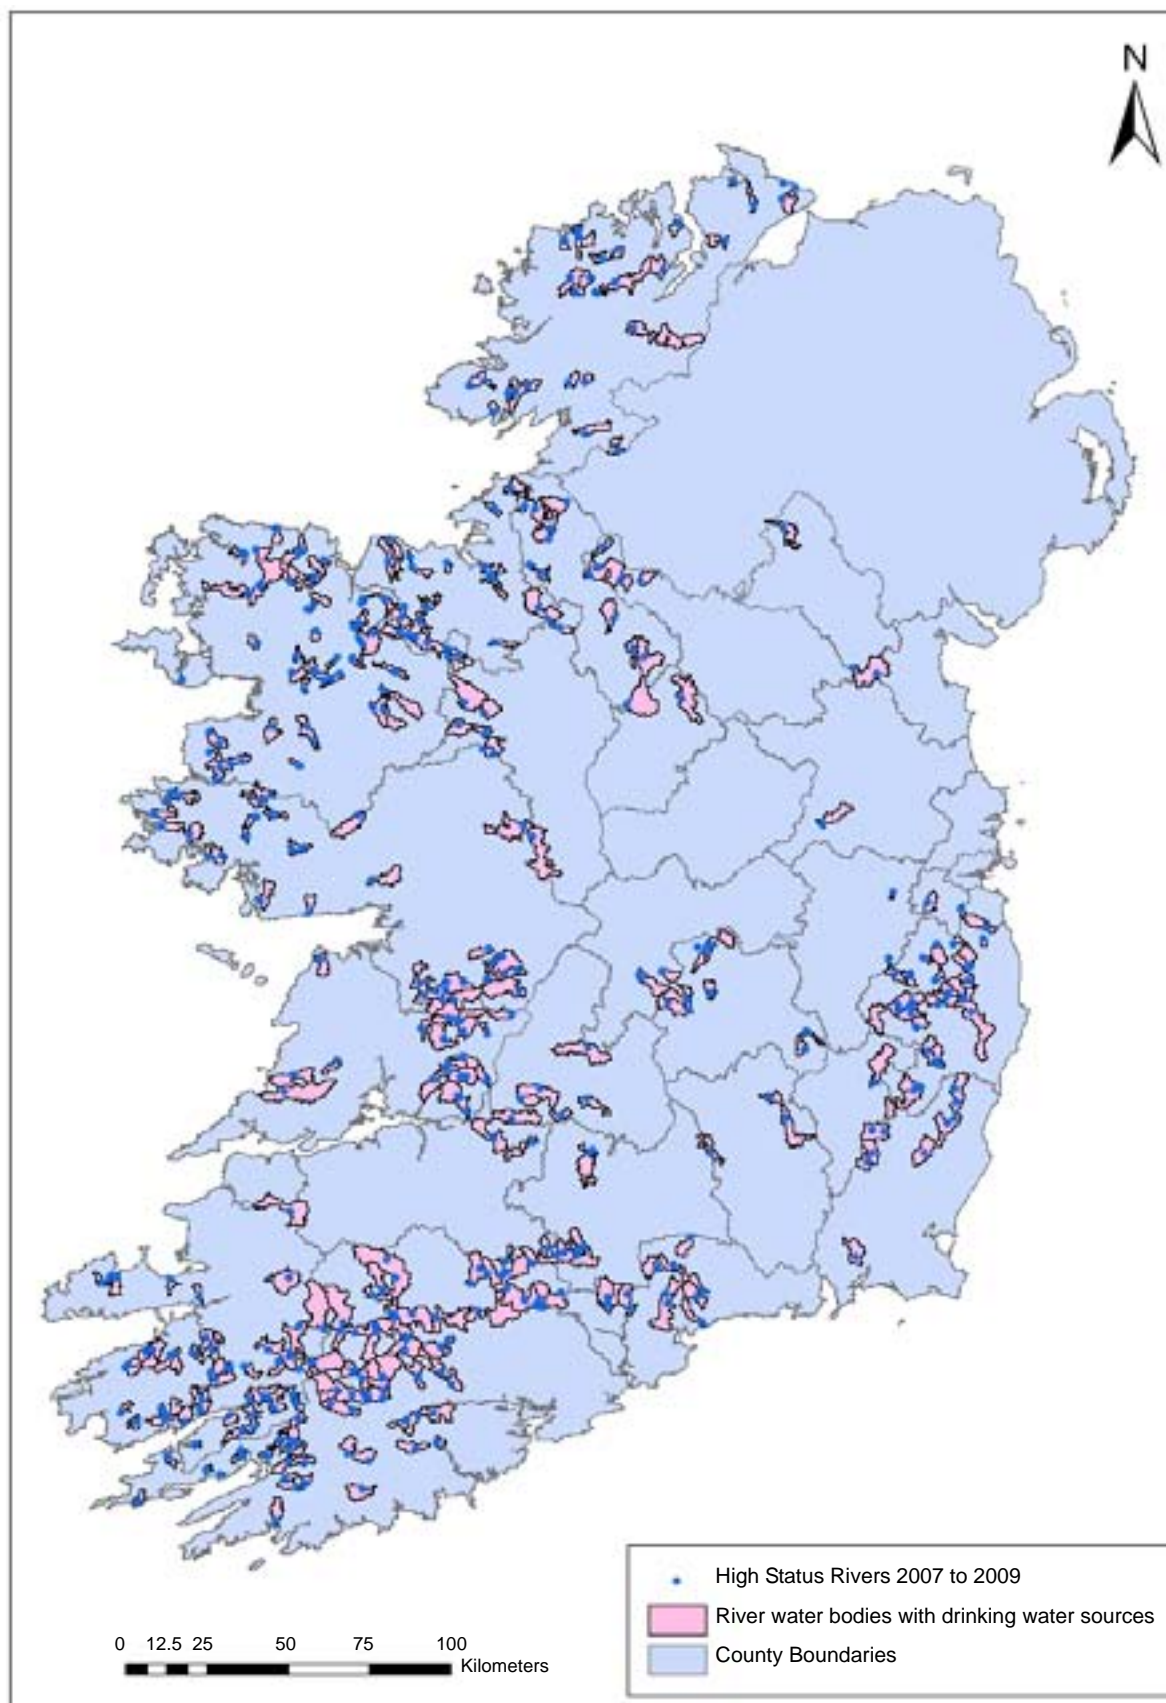 N
High Status Rivers 2007 to 2009
River water bodies with drinking water sources
County Boundaries
0 12.5 25 50 75 100
Kilometers